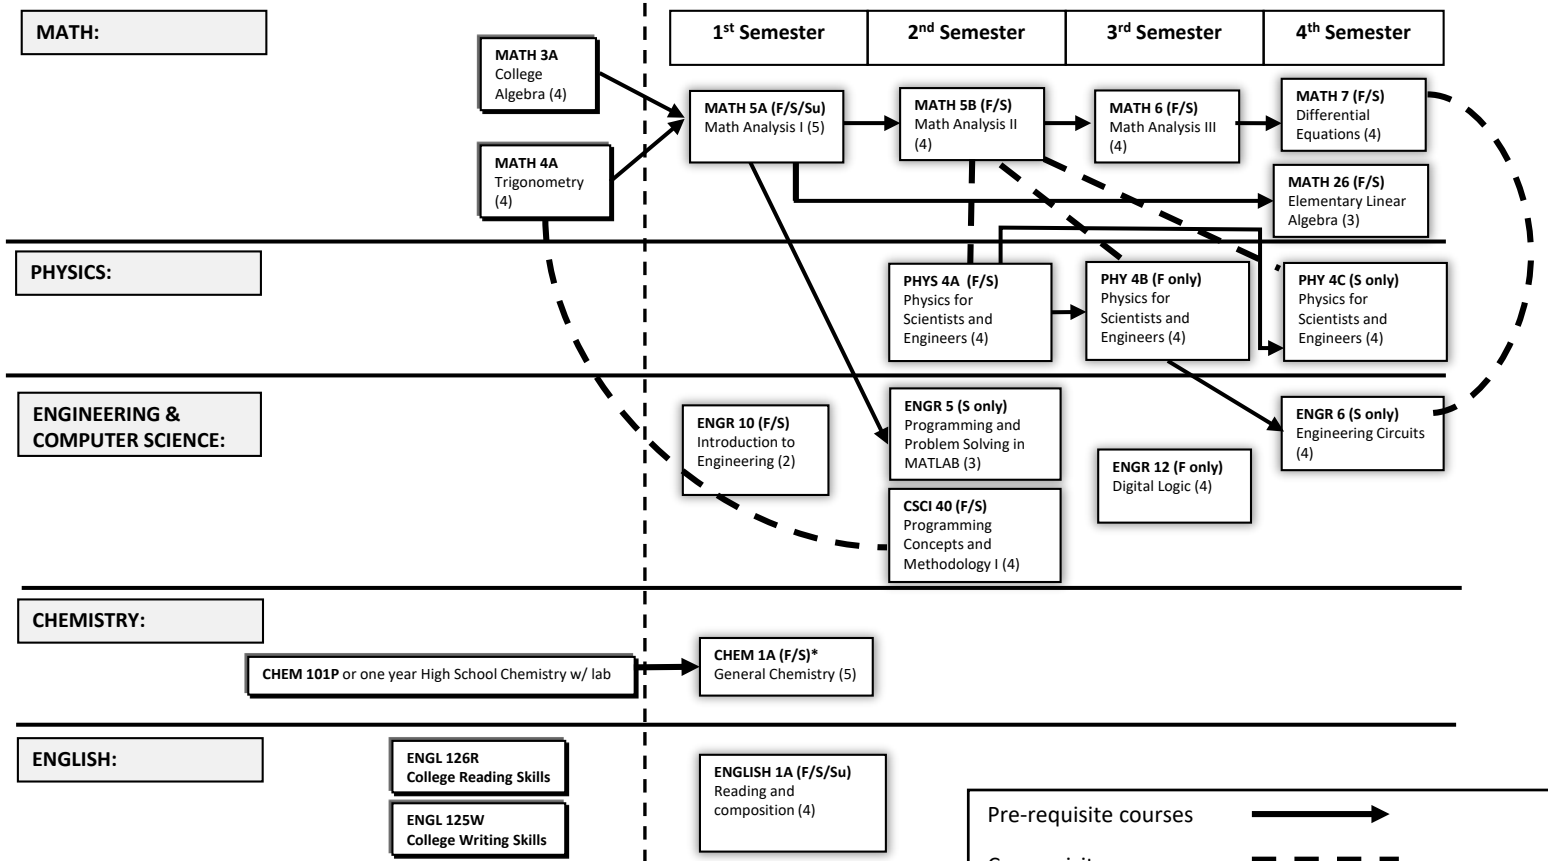 MATH:
1st Semester
2nd Semester
3rd Semester
4th Semester
MATH 3A
College
Algebra (4)
MATH 4A
Trigonometry
(4)
MATH 5A (F/S/Su)
Math Analysis I (5)
MATH 5B (F/S)
Math Analysis II
(4)
MATH 6 (F/S)
Math Analysis III
(4)
MATH 7 (F/S)
Differential
Equations (4)
MATH 26 (F/S)
Elementary Linear
Algebra (3)
PHYSICS:
PHYS 4A (F/S)
Physics for
Scientists and
Engineers (4)
PHY 4B (F only)
Physics for
Scientists and
Engineers (4)
PHY 4C (S only)
Physics for
Scientists and
Engineers (4)
ENGINEERING &
COMPUTER SCIENCE:
ENGR 10 (F/S)
Introduction to
Engineering (2)
ENGR 5 (S only)
Programming and
Problem Solving in
MATLAB (3)
CSCI 40 (F/S)
Programming
Concepts and
Methodology I (4)
ENGR 12 (F only)
Digital Logic (4)
ENGR 6 (S only)
Engineering Circuits
(4)
CHEMISTRY:
CHEM 101P or one year High School Chemistry w/ lab
CHEM 1A (F/S)*
General Chemistry (5)
ENGLISH:
ENGL 126R
College Reading Skills
ENGL 125W
College Writing Skills
ENGLISH 1A (F/S/Su)
Reading and
composition (4)
Pre-requisite courses